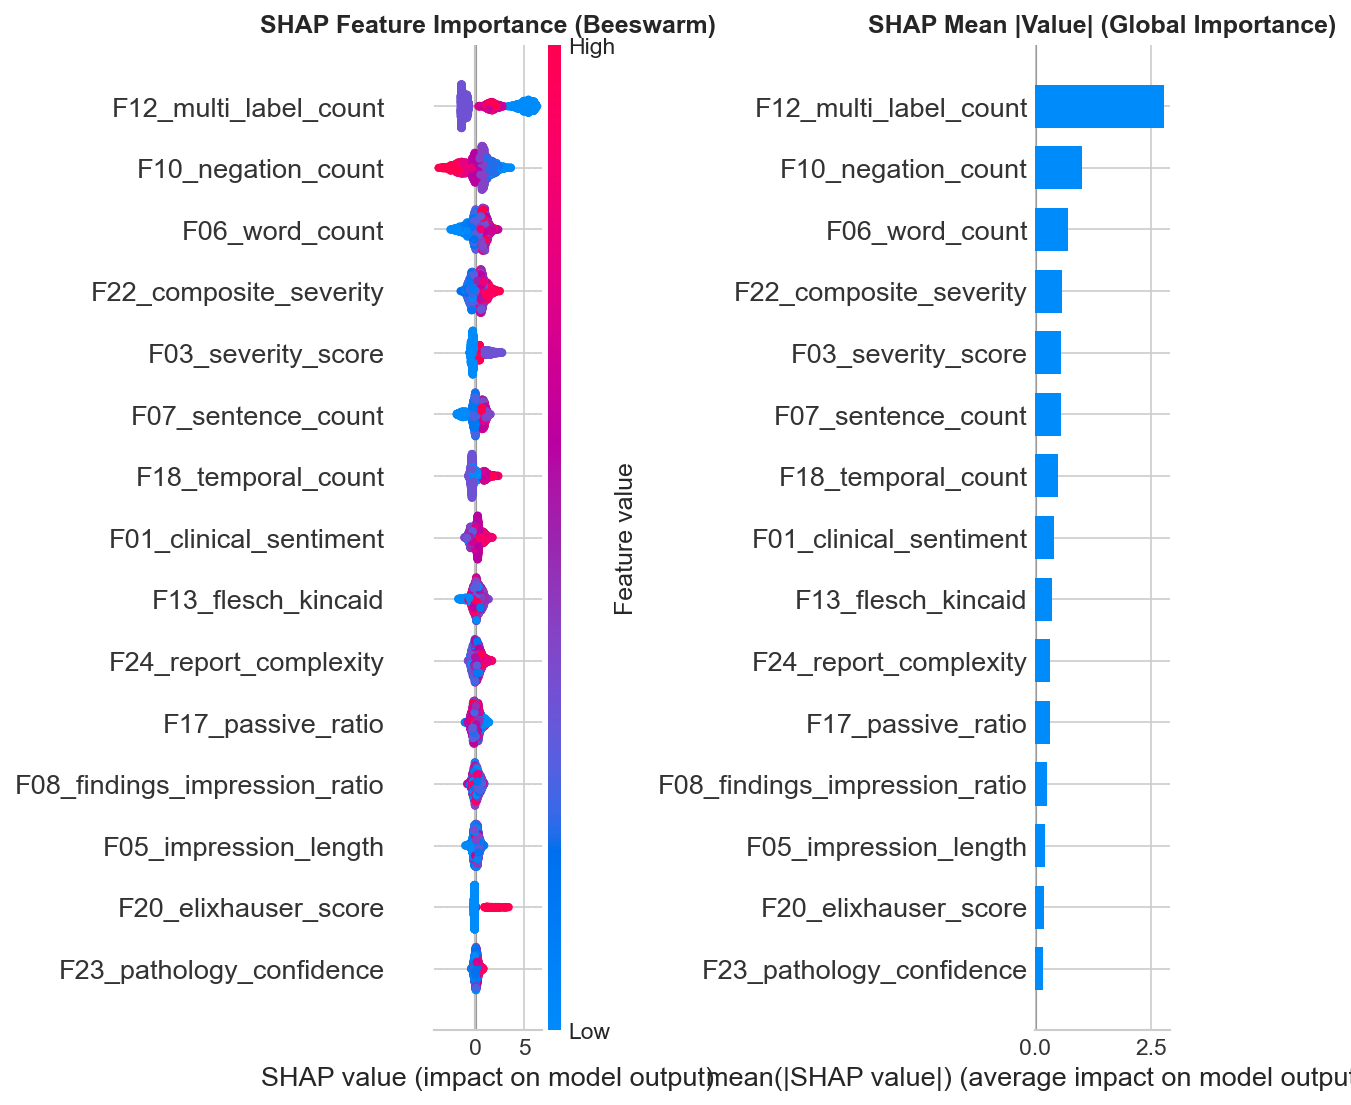 SHAP Feature Importance (Beeswarm)
High
F12_multi_label_count
F10_negation_count
F06_word_count
F22_composite_severity
F03_severity_score
F07_sentence_count
F18_temporal_count
F01_clinical_sentiment
F13_flesch_kincaid
F24_report_complexity
F17_passive_ratio
F08_findings_impression_ratio
F05_impression_length
F20_elixhauser_score
F23_pathology_confidence
Low
Feature value
0 5
SHAP value (impact on model output)
SHAP Mean |Value| (Global Importance)
F12_multi_label_count
F10_negation_count
F06_word_count
F22_composite_severity
F03_severity_score
F07_sentence_count
F18_temporal_count
F01_clinical_sentiment
F13_flesch_kincaid
F24_report_complexity
F17_passive_ratio
F08_findings_impression_ratio
F05_impression_length
F20_elixhauser_score
F23_pathology_confidence
0.0 2.5
mean(|SHAP value|) (average impact on model output